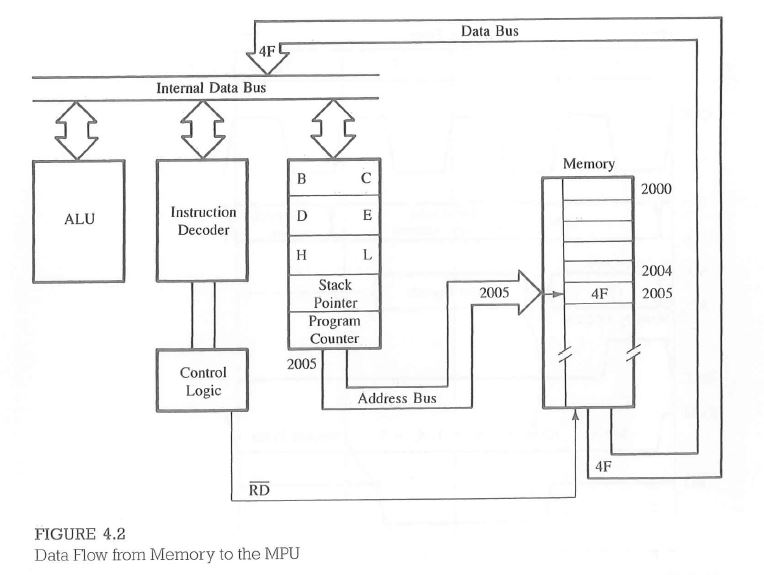 Data Bus
4F
Internal Data Bus
ALU
Instruction
Decoder
B C
D E
H L
Stack
Pointer
Program
Counter
2005
Control
Logic
Address Bus
2005
Memory
2000
2004
4F 2005
4F
RD
FIGURE 4.2
Data Flow from Memory to the MPU